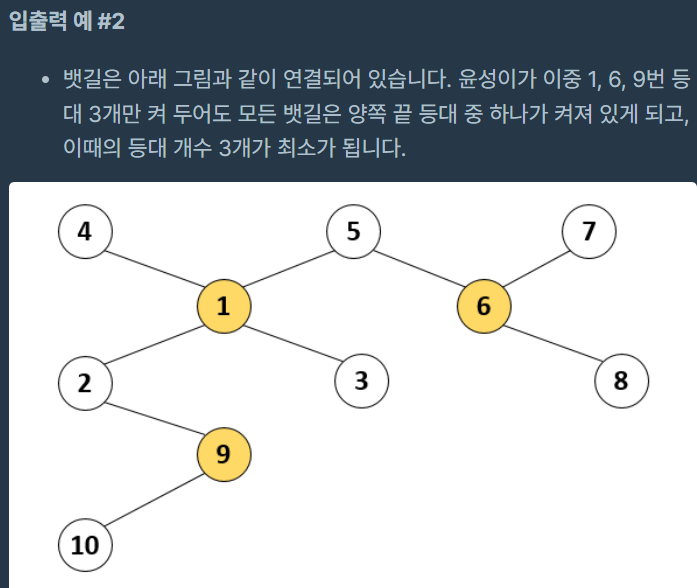 입출력 예 #2
뱃길은 아래 그림과 같이 연결되어 있습니다. 윤성이가 이중 1, 6, 9번 등
대 3개만 켜 두어도 모든 뱃길은 양쪽 끝 등대 중 하나가 켜져 있게 되고,
이때의 등대 개수 3개가 최소가 됩니다.
4
5
7
1
6
2
3
8
9
10